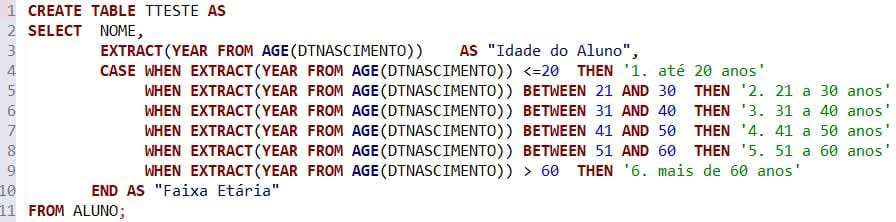 1 CREATE TABLE TTESTE AS
2 SELECT NOME,
3 EXTRACT(YEAR FROM AGE(DTNASCIMENTO)) AS "Idade do Aluno",
4 CASE WHEN EXTRACT(YEAR FROM AGE(DTNASCIMENTO)) <=20 THEN '1. até 20 anos'
5 WHEN EXTRACT(YEAR FROM AGE(DTNASCIMENTO)) BETWEEN 21 AND 30 THEN '2. 21 a 30 anos'
6 WHEN EXTRACT(YEAR FROM AGE(DTNASCIMENTO)) BETWEEN 31 AND 40 THEN '3. 31 a 40 anos'
7 WHEN EXTRACT(YEAR FROM AGE(DTNASCIMENTO)) BETWEEN 41 AND 50 THEN '4. 41 a 50 anos'
8 WHEN EXTRACT(YEAR FROM AGE(DTNASCIMENTO)) BETWEEN 51 AND 60 THEN '5. 51 a 60 anos'
9 WHEN EXTRACT(YEAR FROM AGE(DTNASCIMENTO)) > 60 THEN '6. mais de 60 anos'
10 END AS "Faixa Etária"
11 FROM ALUNO;